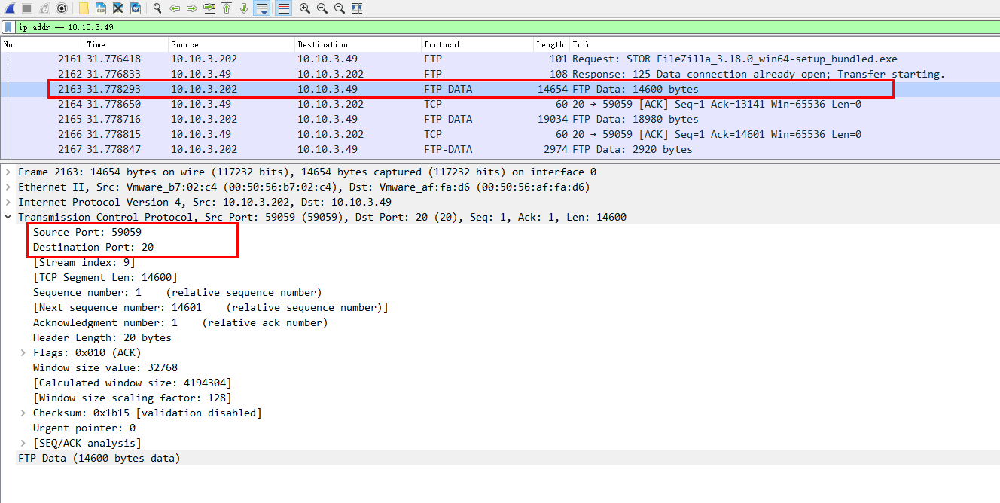 ip.addr == 10.10.3.49
No. Time Source Destination Protocol Length Info
2161 31.776418 10.10.3.202 10.10.3.49 FTP 101 Request: STOR FileZilla_3.18.0_win64-setup_bundled.exe
2162 31.776833 10.10.3.49 10.10.3.202 FTP 108 Response: 125 Data connection already open; Transfer starting.
2163 31.778293 10.10.3.202 10.10.3.49 FTP-DATA 14654 FTP Data: 14600 bytes
2164 31.778650 10.10.3.49 10.10.3.202 TCP 60 20 → 59059 [ACK] Seq=1 Ack=13141 Win=65536 Len=0
2165 31.778716 10.10.3.202 10.10.3.49 FTP-DATA 19034 FTP Data: 18980 bytes
2166 31.778815 10.10.3.49 10.10.3.202 TCP 60 20 → 59059 [ACK] Seq=1 Ack=14601 Win=65536 Len=0
2167 31.778847 10.10.3.202 10.10.3.49 FTP-DATA 2974 FTP Data: 2920 bytes
Frame 2163: 14654 bytes on wire (117232 bits), 14654 bytes captured (117232 bits) on interface 0
Ethernet II, Src: Vmware_b7:02:c4 (00:50:56:b7:02:c4), Dst: Vmware_af:fa:d6 (00:50:56:af:fa:d6)
Internet Protocol Version 4, Src: 10.10.3.202, Dst: 10.10.3.49
Transmission Control Protocol, Src Port: 59059 (59059), Dst Port: 20 (20), Seq: 1, Ack: 1, Len: 14600
Source Port: 59059
Destination Port: 20
[Stream index: 9]
[TCP Segment Len: 14600]
Sequence number: 1 (relative sequence number)
[Next sequence number: 14601 (relative sequence number)]
Acknowledgment number: 1 (relative ack number)
Header Length: 20 bytes
Flags: 0x010 (ACK)
Window size value: 32768
[Calculated window size: 4194304]
[Window size scaling factor: 128]
Checksum: 0x1b15 [validation disabled]
Urgent pointer: 0
[SEQ/ACK analysis]
FTP Data (14600 bytes data)